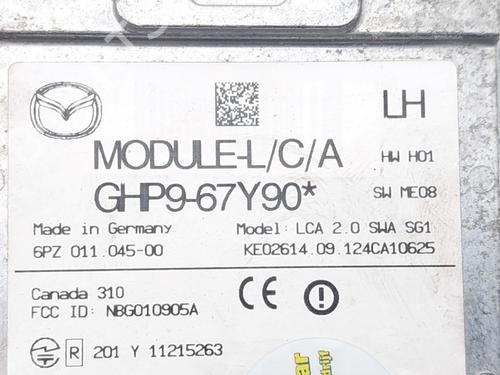 LH
MODULE-L/C/A
HW H01
GHP9-67Y90*
SW ME08
Made in Germany
Model: LCA 2.0 SWA SG1
6PZ 011.045-00
KE02614.09.124CA10625
Canada 310
FCC ID: NBG010905A
CE
R 201 Y 11215263